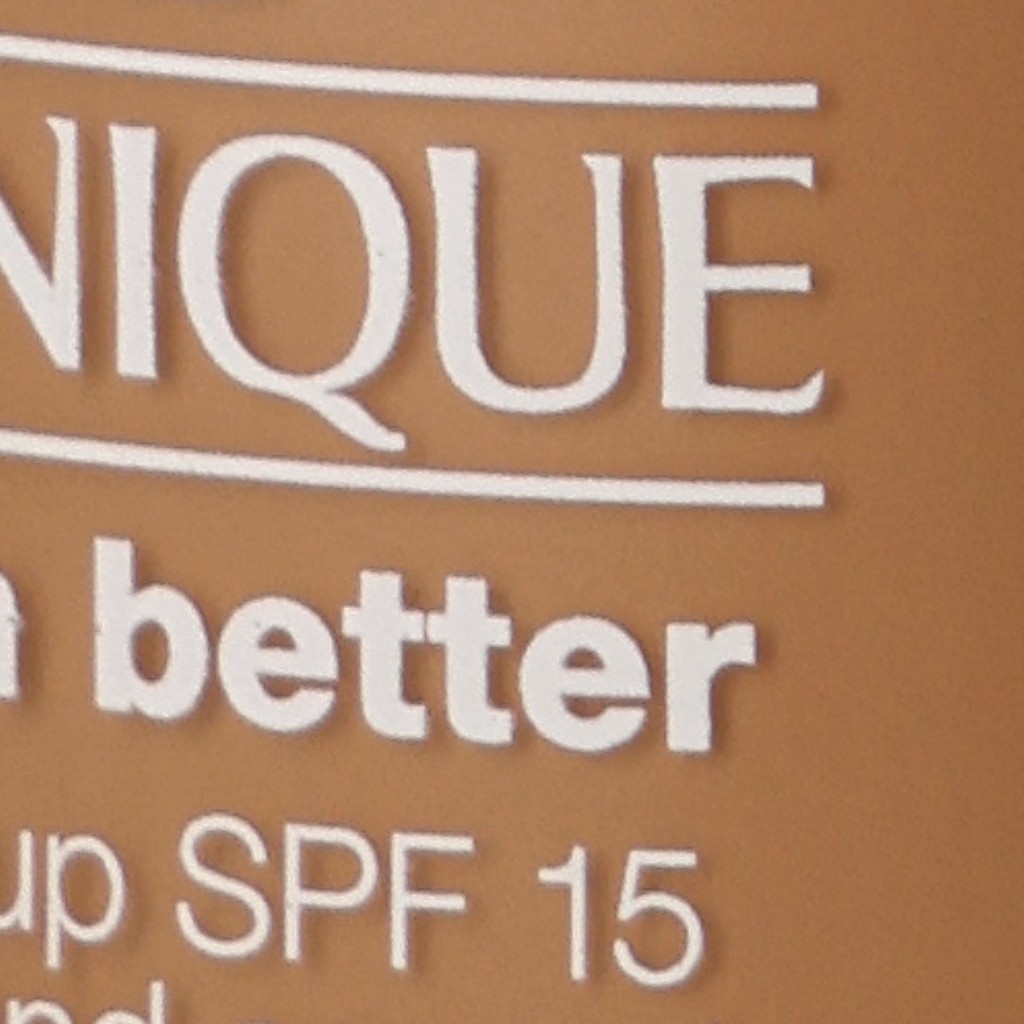 NIQUE
better
up SPF 15